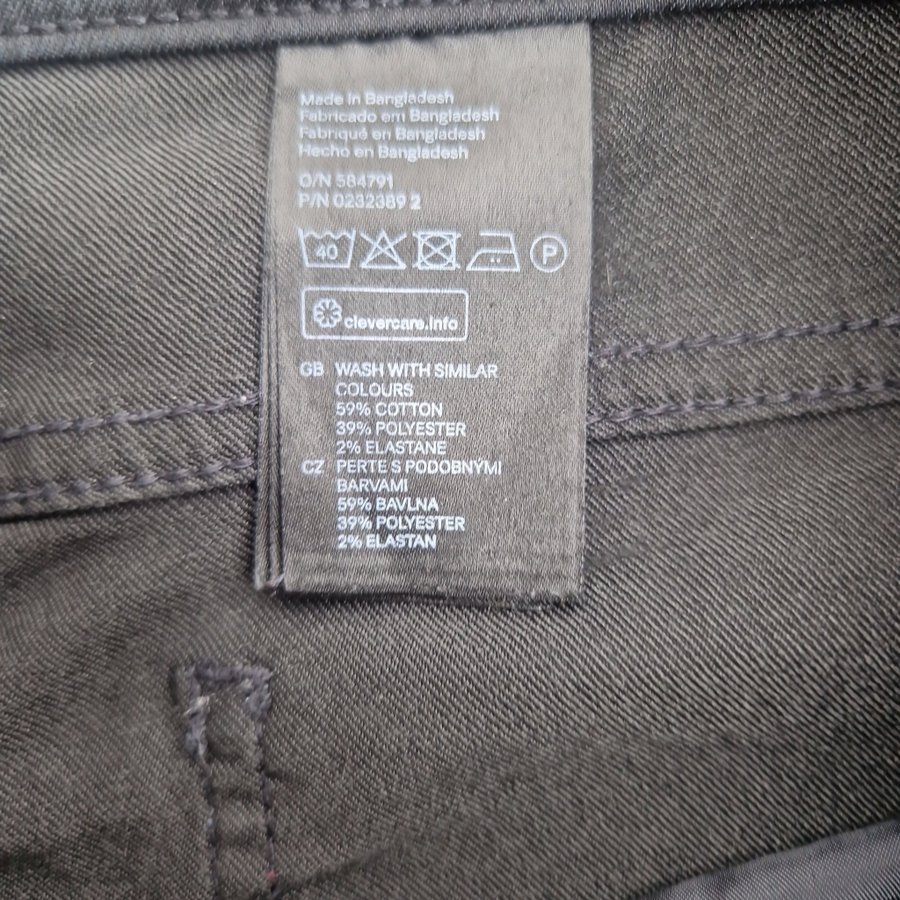 Made in Bangladesh
Fabricado em Bangladesh
Fabriqué en Bangladesh
Hecho en Bangladesh
O/N 584791
P/N 0232389 2
40 P
clevercare.info
GB WASH WITH SIMILAR
COLOURS
59% COTTON
39% POLYESTER
2% ELASTANE
CZ PERTE S PODOBNÝMI
BARVAMI
59% BAVLNA
39% POLYESTER
2% ELASTAN